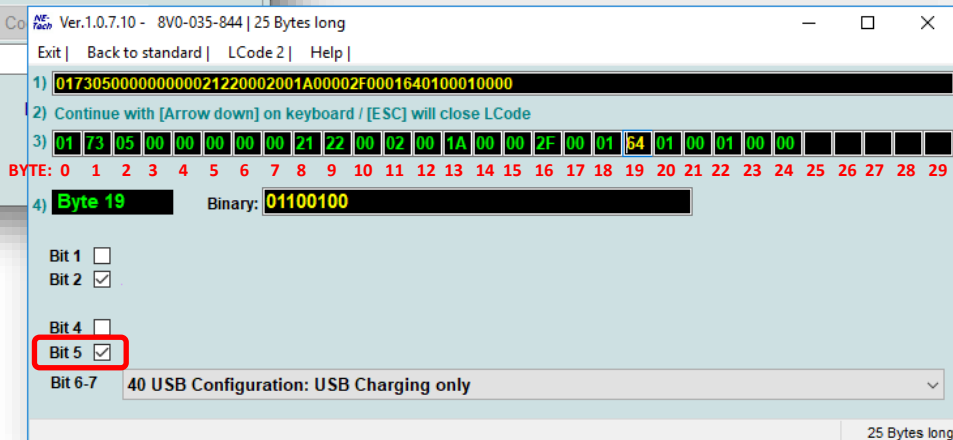 Co
NE-Tech Ver.1.0.7.10 - 8V0-035-844 | 25 Bytes long
Exit | Back to standard | LCode 2 | Help |
1) 01730500000000002122000200 1A00002F0001640100010000
2) Continue with [Arrow down] on keyboard / [ESC] will close LCode
3) 01 73 05 00 00 00 00 00 21 22 00 02 00 1A 00 00 2F 00 01 64 01 00 01 00 00
BYTE: 0 1 2 3 4 5 6 7 8 9 10 11 12 13 14 15 16 17 18 19 20 21 22 23 24 25 26 27 28 29
4) Byte 19 Binary: 01100100
Bit 1
Bit 2
Bit 4
Bit 5
Bit 6-7 40 USB Configuration: USB Charging only
25 Bytes long